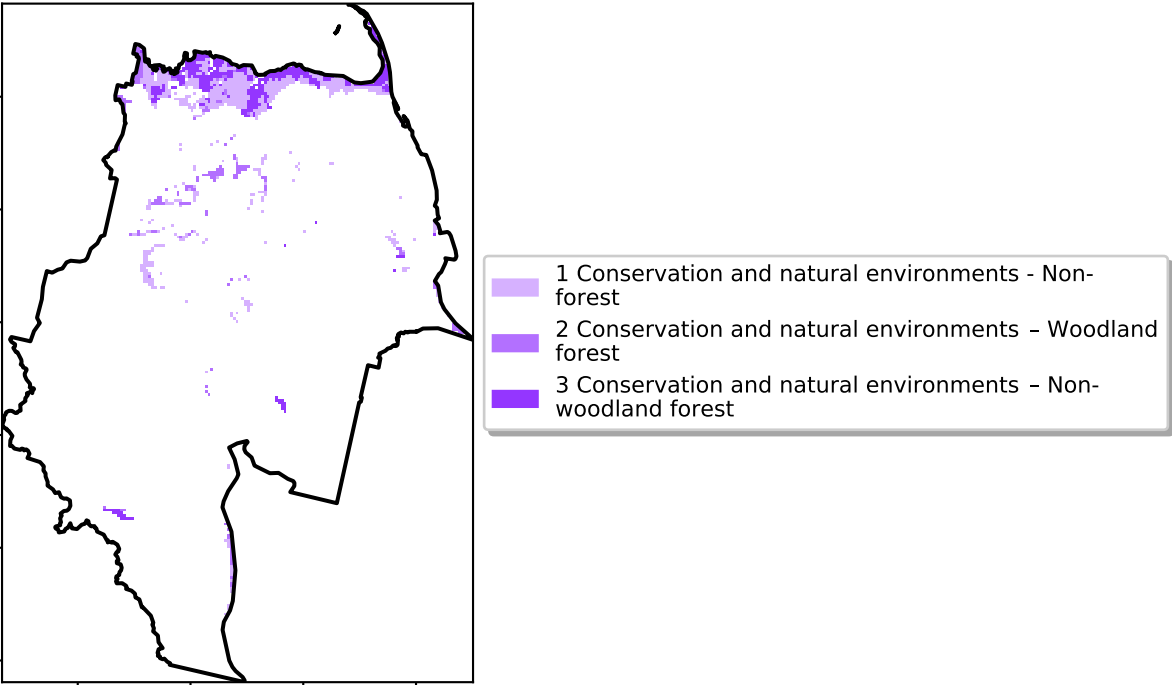 1 Conservation and natural environments - Non-
forest
2 Conservation and natural environments – Woodland
forest
3 Conservation and natural environments – Non-
woodland forest